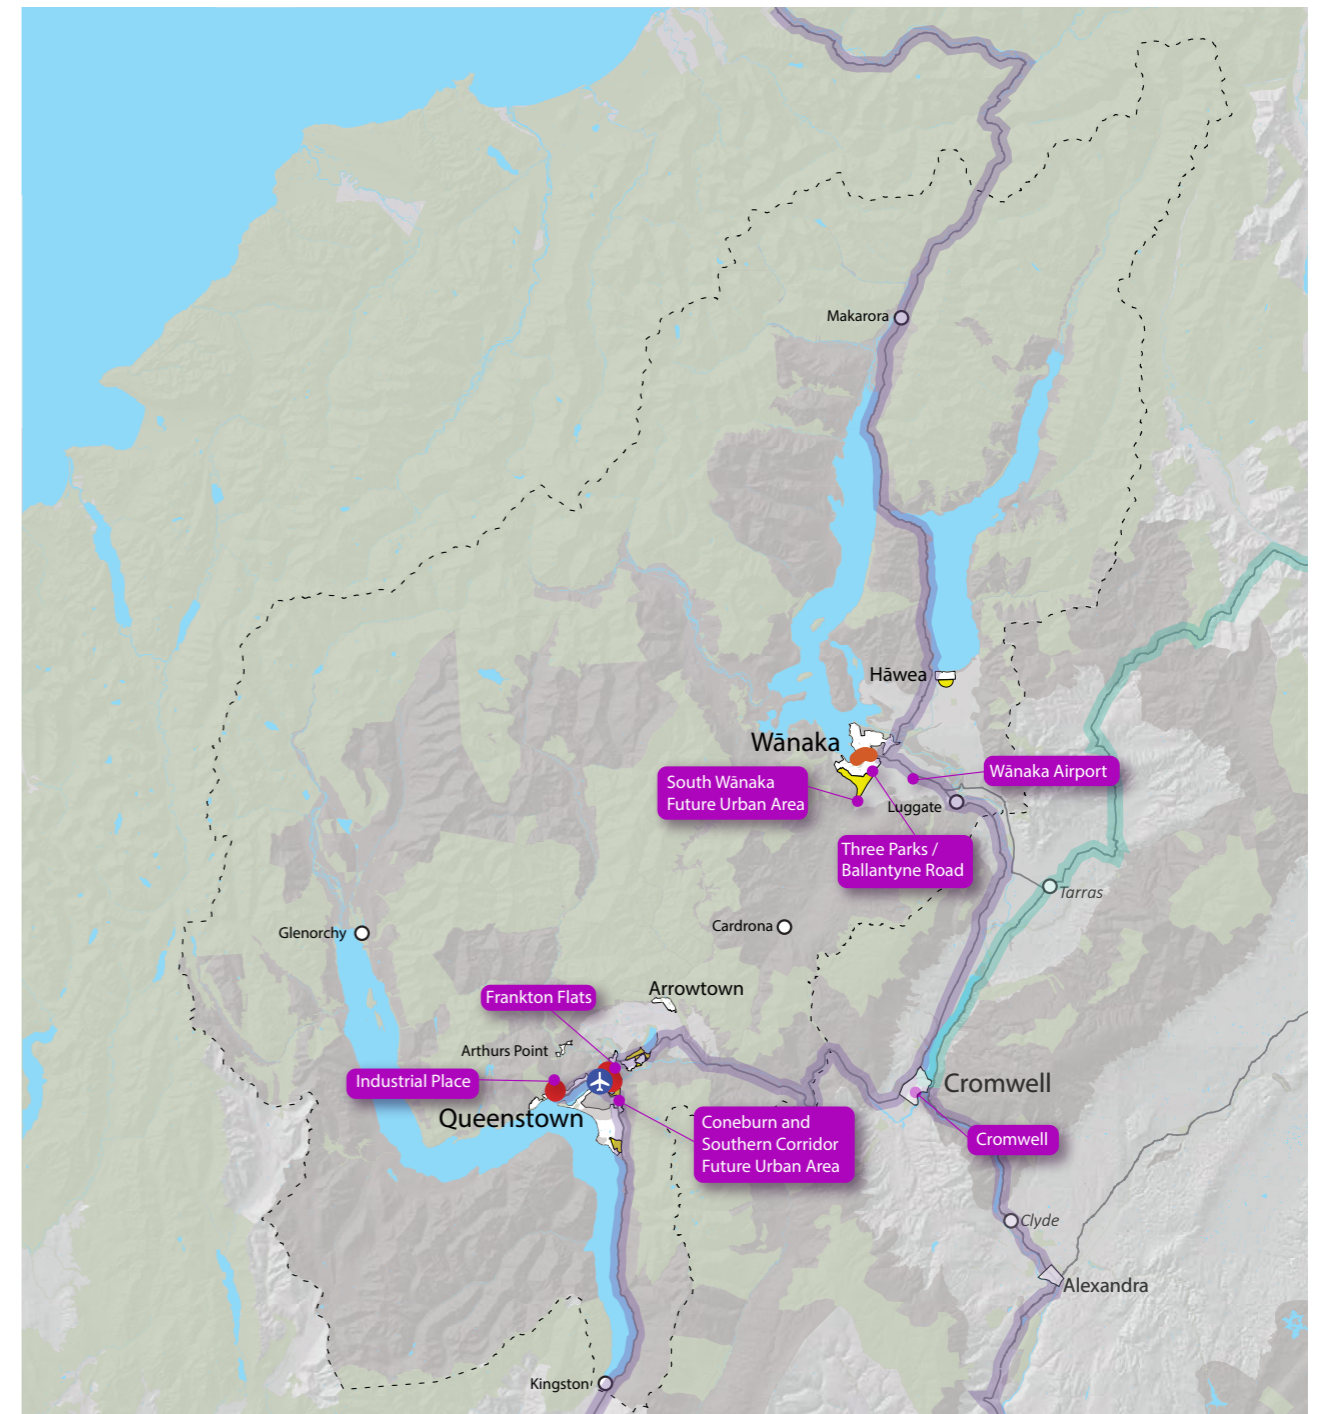 Makarora
Hāwea
Wānaka
South Wānaka
Future Urban Area
Wānaka Airport
Luggate
Three Parks /
Ballantyne Road
Tarras
Cardrona
Glenorchy
Frankton Flats
Arrowtown
Arthurs Point
Industrial Place
Queenstown
Cromwell
Coneburn and
Southern Corridor
Future Urban Area
Cromwell
Clyde
Alexandra
Kingston